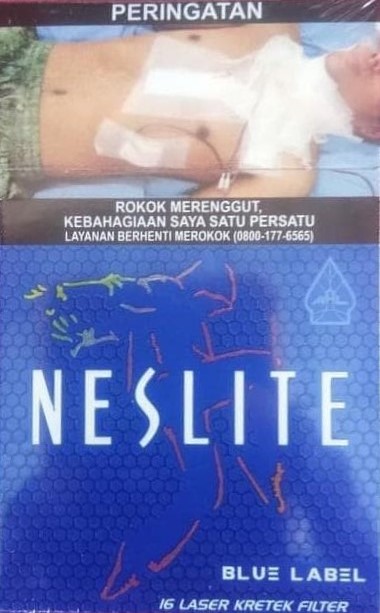 PERINGATAN
ROKOK MERENGGUT,
KEBAHAGIAAN SAYA SATU PERSATU
LAYANAN BERHENTI MEROKOK (0800-177-6565)
NESLITE
BLUE LABEL
16 LASER KRETEK FILTER